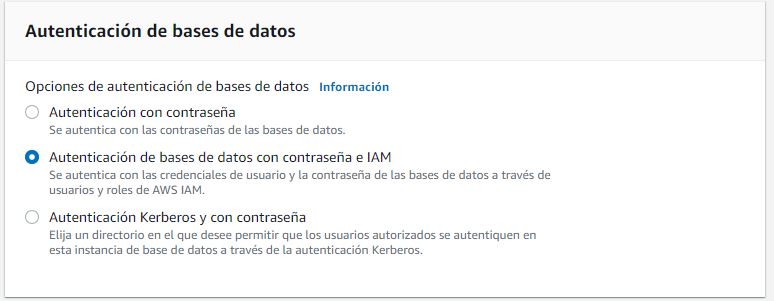 Autenticación de bases de datos
Opciones de autenticación de bases de datos Información
Autenticación con contraseña
Se autentica con las contraseñas de las bases de datos.
Autenticación de bases de datos con contraseña e IAM
Se autentica con las credenciales de usuario y la contraseña de las bases de datos a través de
usuarios y roles de AWS IAM.
Autenticación Kerberos y con contraseña
Elija un directorio en el que desee permitir que los usuarios autorizados se autentiquen en
esta instancia de base de datos a través de la autenticación Kerberos.